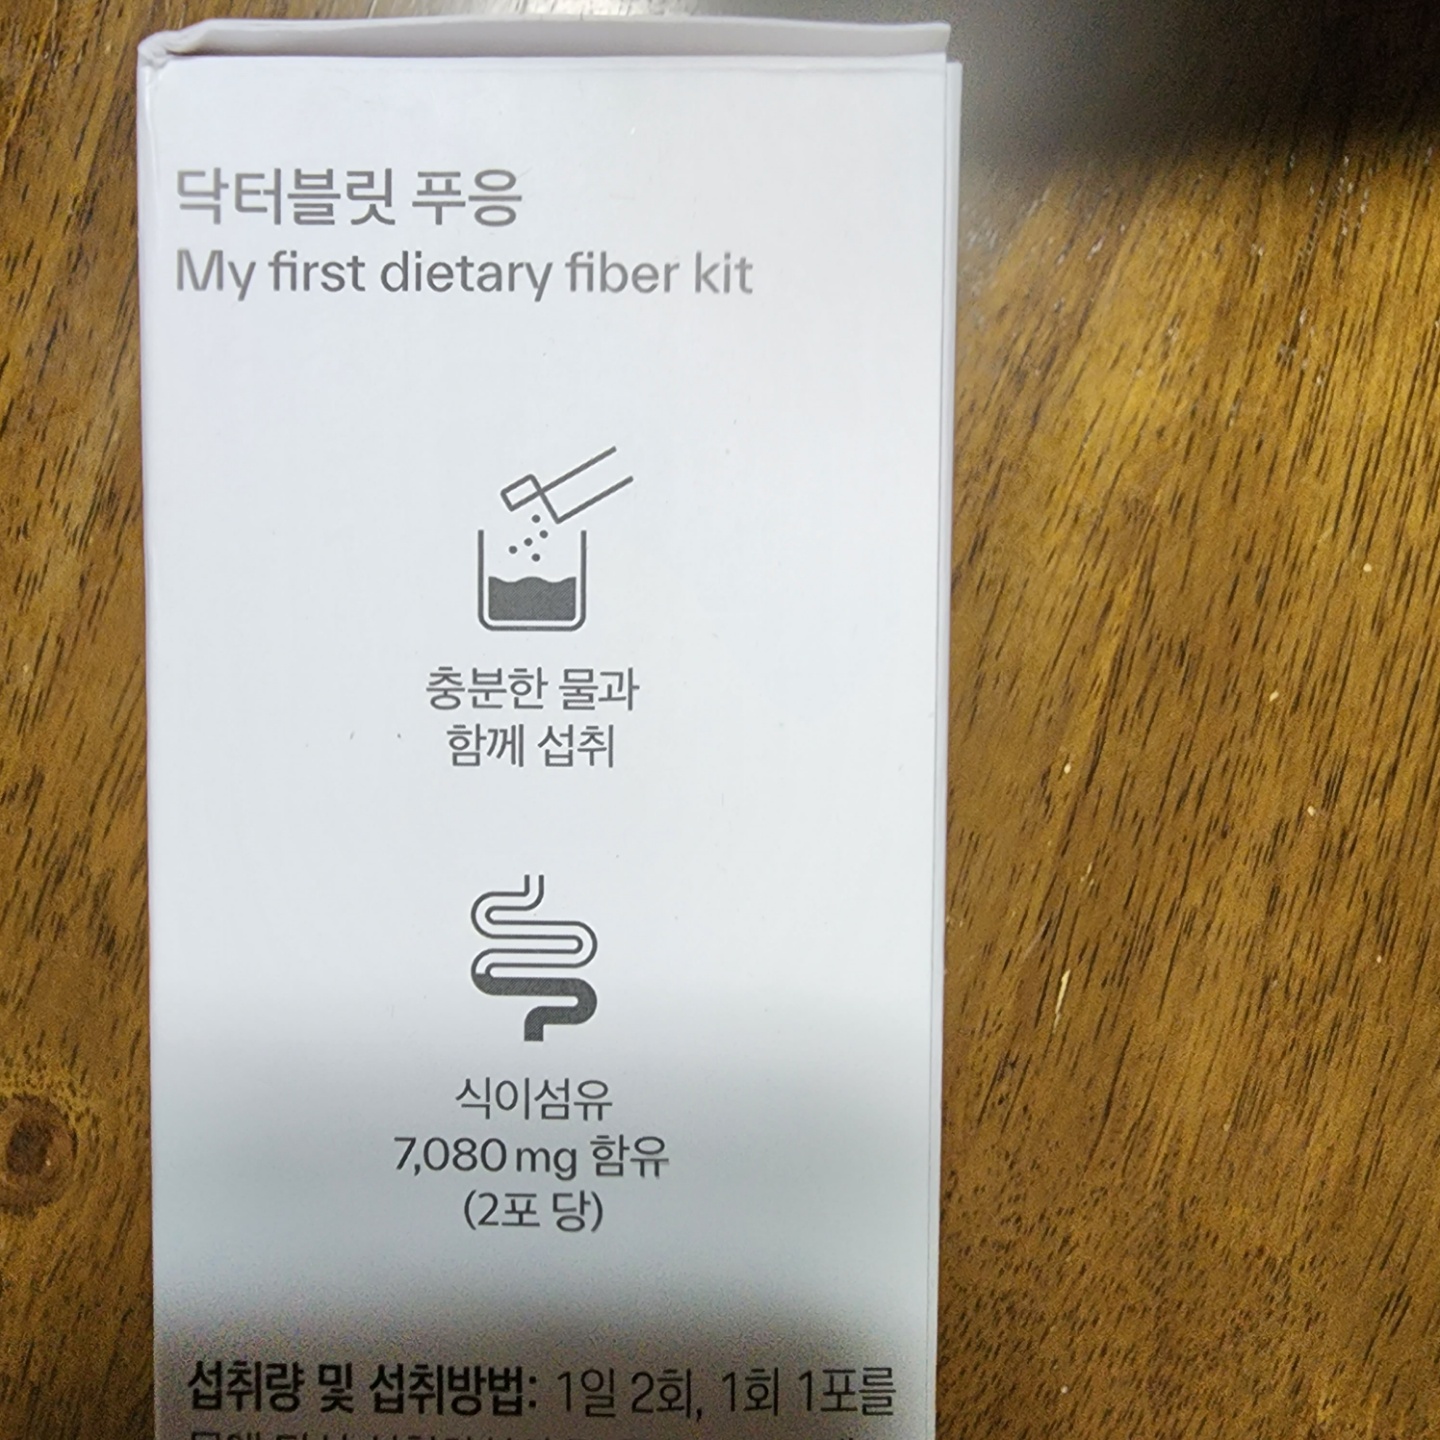 닥터블릿 푸응
My first dietary fiber kit
충분한 물과
함께 섭취
식이섬유
7,080 mg 함유
(2포 당)
섭취량 및 섭취방법: 1일 2회, 1회 1포를